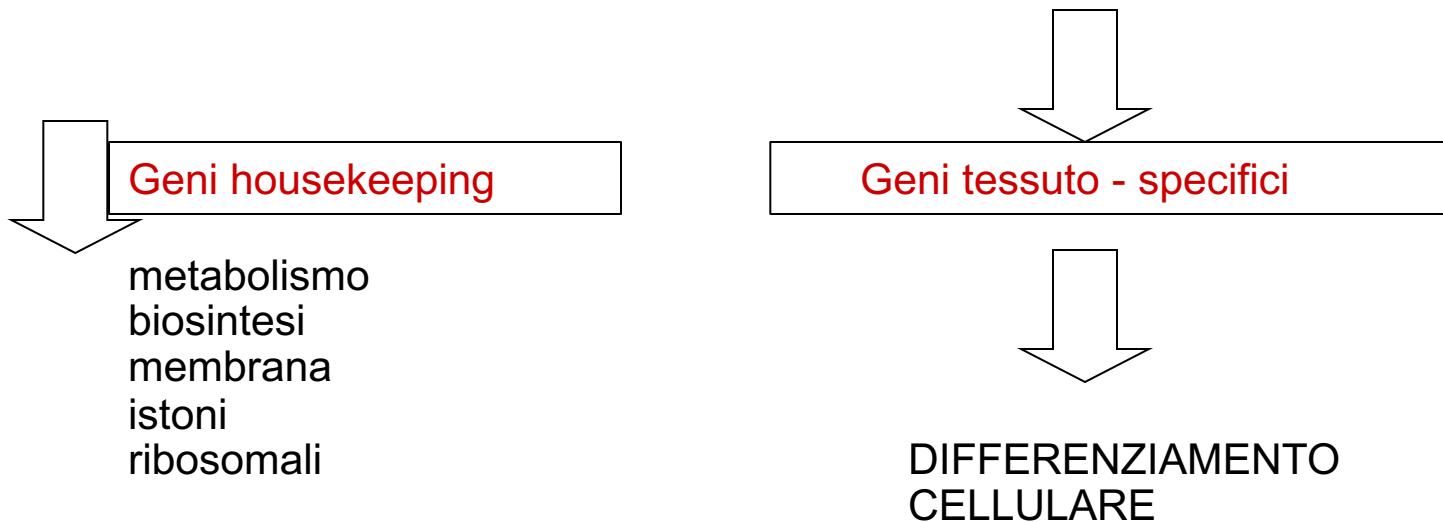 Geni housekeeping
metabolismo
biosintesi
membrana
istoni
ribosomali
Geni tessuto - specifici
DIFFERENZIAMENTO
CELLULARE